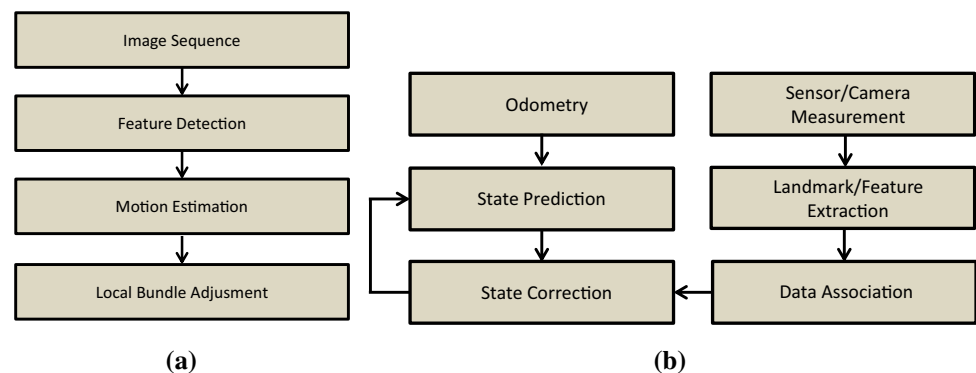 Image Sequence
Feature Detection
Motion Estimation
Local Bundle Adjusment
(a)
Odometry
State Prediction
State Correction
Sensor/Camera
Measurement
Landmark/Feature
Extraction
Data Association
(b)